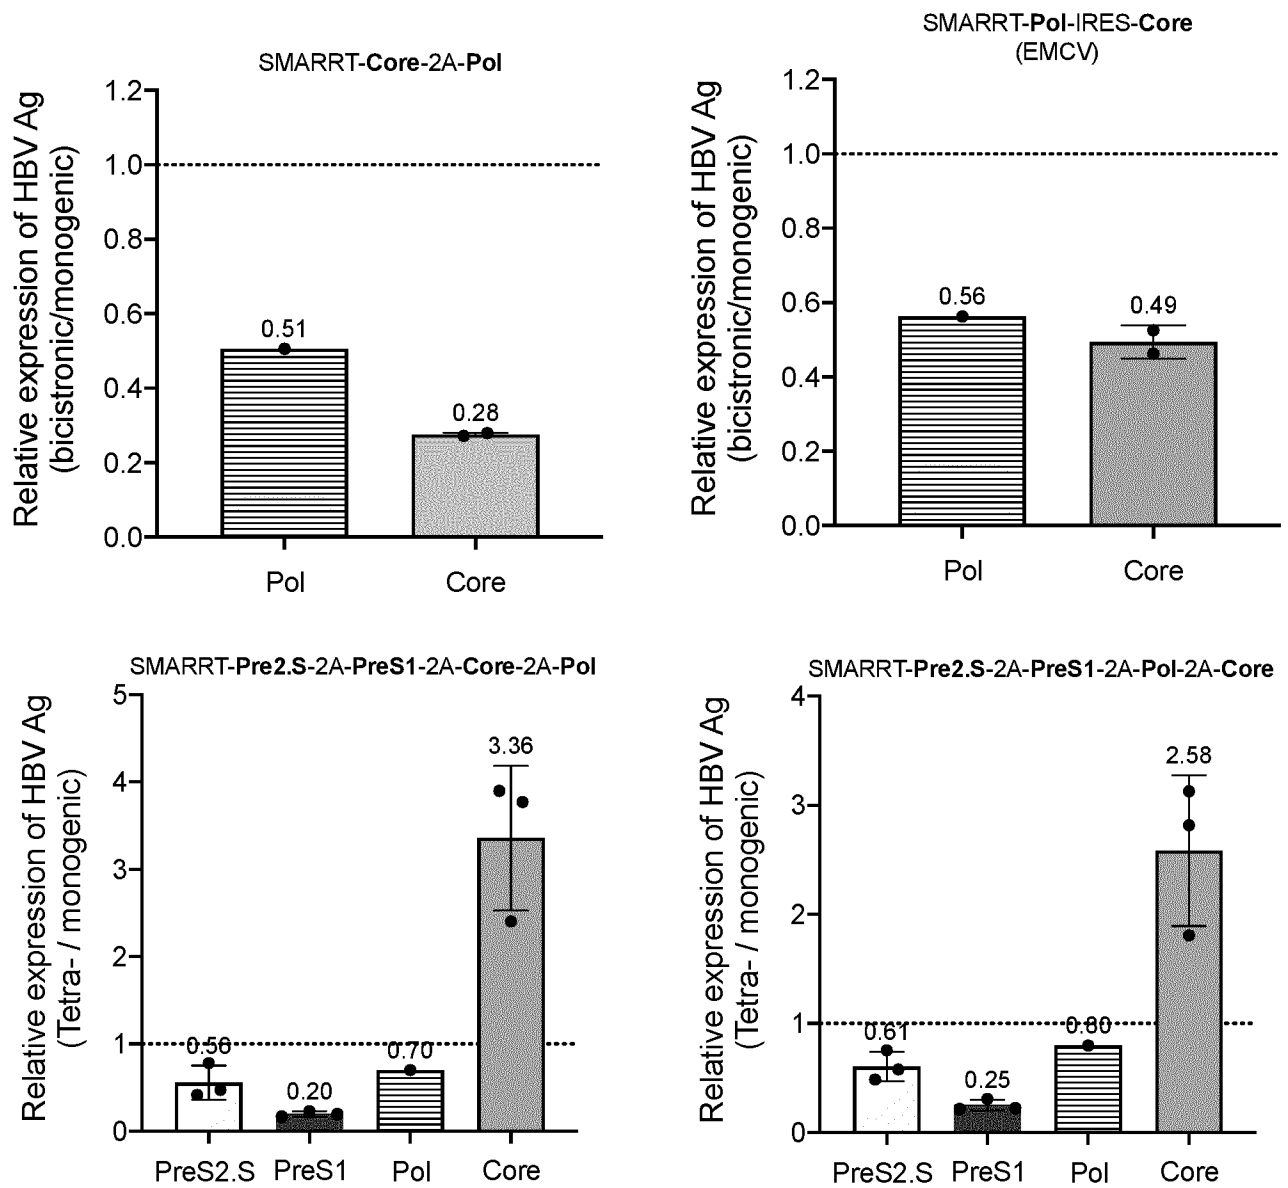 SMARRT-Core-2A-Pol
Relative expression of HBV Ag
(bicistronic/monogenic)
1.2
1.0
0.8
0.6
0.4
0.2
0.0
0.51
0.28
Pol
Core
SMARRT-Pol-IRES-Core
(EMCV)
Relative expression of HBV Ag
(bicistronic/monogenic)
1.2
1.0
0.8
0.6
0.4
0.2
0.0
0.56
0.49
Pol
Core
SMARRT-Pre2.S-2A-PreS1-2A-Core-2A-Pol
Relative expression of HBV Ag
(Tetra- / monogenic)
5
4
3
2
1
0
0.56
0.20
0.70
3.36
PreS2.S
PreS1
Pol
Core
SMARRT-Pre2.S-2A-PreS1-2A-Pol-2A-Core
Relative expression of HBV Ag
(Tetra- / monogenic)
4
3
2
1
0
0.61
0.25
0.80
2.58
PreS2.S
PreS1
Pol
Core